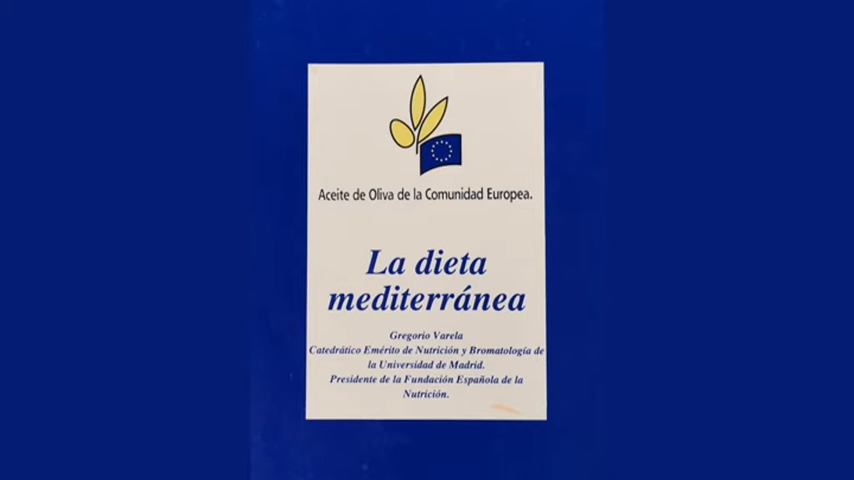 Aceite de Oliva de la Comunidad Europea.
La dieta
mediterránea
Gregorio Varela
Catedrático Emérito de Nutrición y Bromatología de
la Universidad de Madrid.
Presidente de la Fundación Española de la
Nutrición.